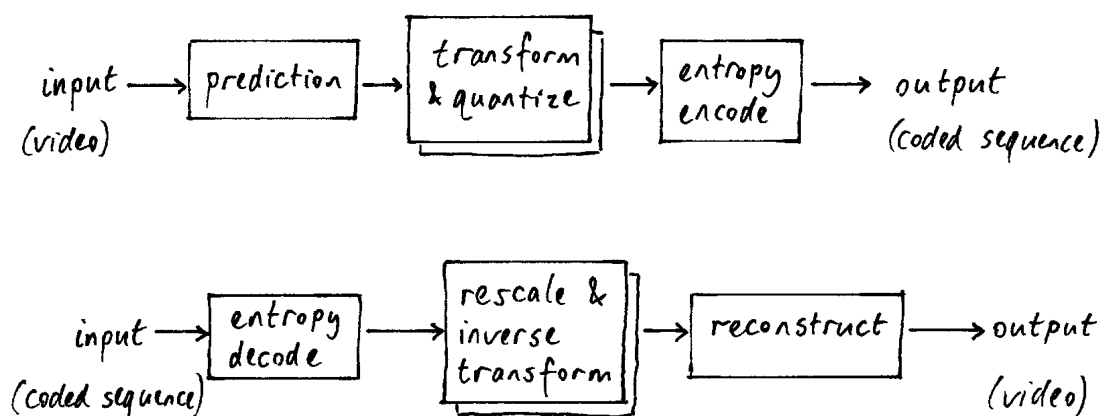 input
(video)
prediction
transform
& quantize
entropy
encode
output
(coded sequence)
input
(coded sequence)
entropy
decode
rescale &
inverse
transform
reconstruct
output
(video)